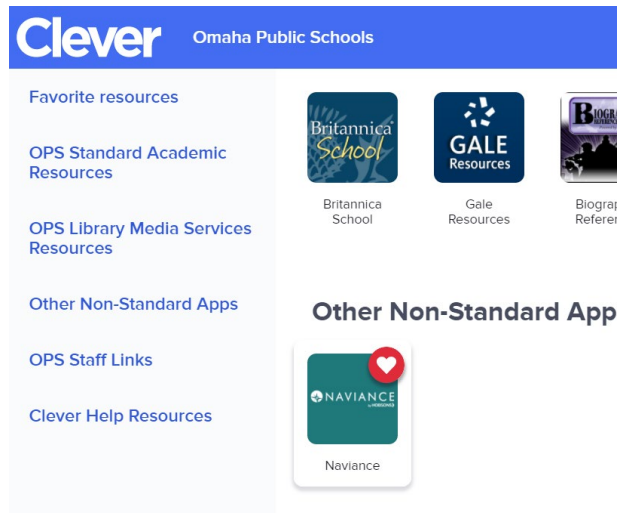 Clever Omaha Public Schools
Favorite resources
OPS Standard Academic
Resources
OPS Library Media Services
Resources
Other Non-Standard Apps
OPS Staff Links
Clever Help Resources
Britannica
School
GALE
Resources
Britannica
School
Gale
Resources
Other Non-Standard App
NAVIANCE
Naviance